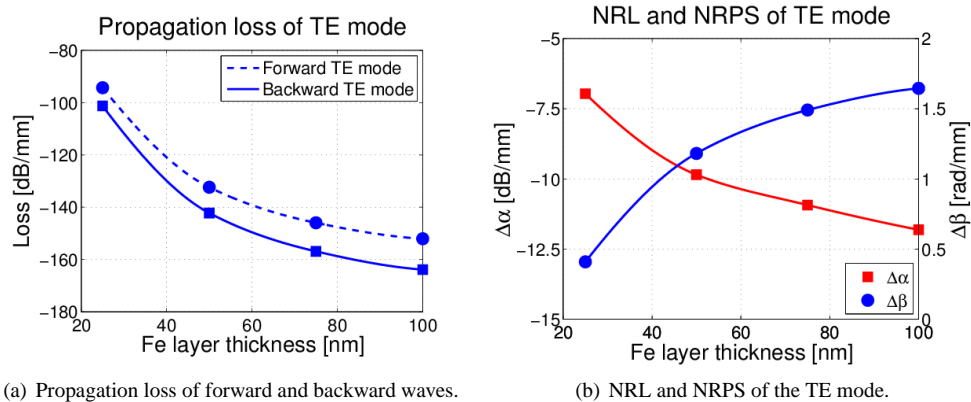 Propagation loss of TE mode
−80
−100
−120
−140
−160
−180
Loss [dB/mm]
Forward TE mode
Backward TE mode
20
40
60
80
100
Fe layer thickness [nm]
(a) Propagation loss of forward and backward waves.
NRL and NRPS of TE mode
−5
−7.5
−10
−12.5
−15
Δα [dB/mm]
2
1.5
1
0.5
0
Δβ [rad/mm]
Δα
Δβ
20
40
60
80
100
Fe layer thickness [nm]
(b) NRL and NRPS of the TE mode.